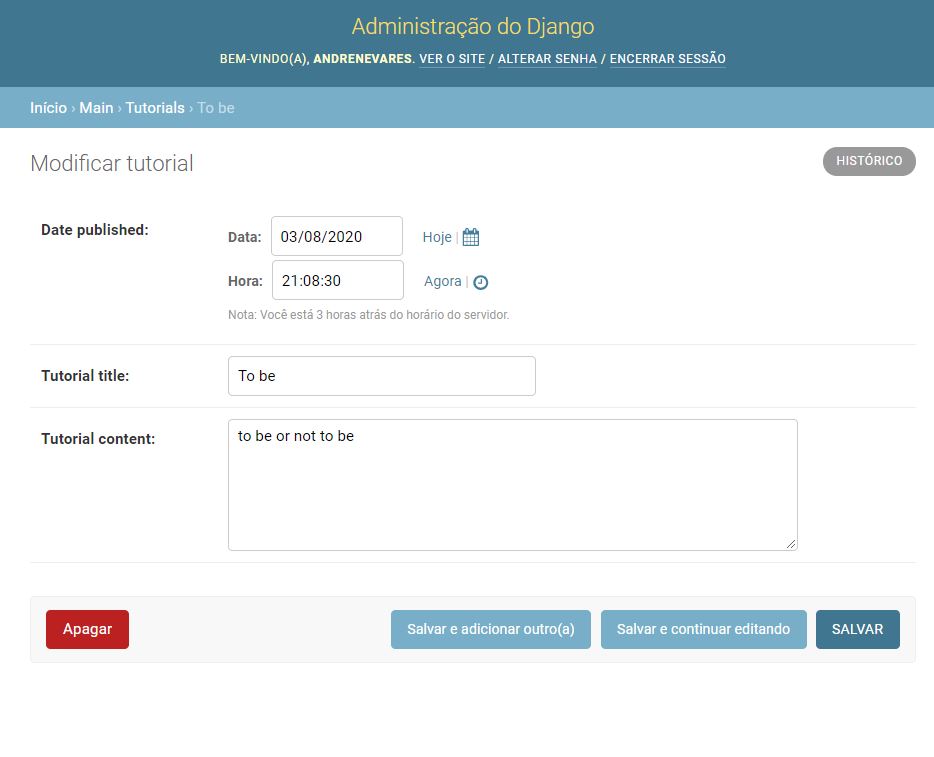 Administração do Django
BEM-VINDO(A), ANDRENEVARES. VER O SITE / ALTERAR SENHA / ENCERRAR SESSÃO
Início › Main › Tutorials › To be
Modificar tutorial
HISTÓRICO
Date published:
Data: 03/08/2020 Hoje |
Hora: 21:08:30 Agora |
Nota: Você está 3 horas atrás do horário do servidor.
Tutorial title: To be
Tutorial content: to be or not to be
Apagar Salvar e adicionar outro(a) Salvar e continuar editando SALVAR